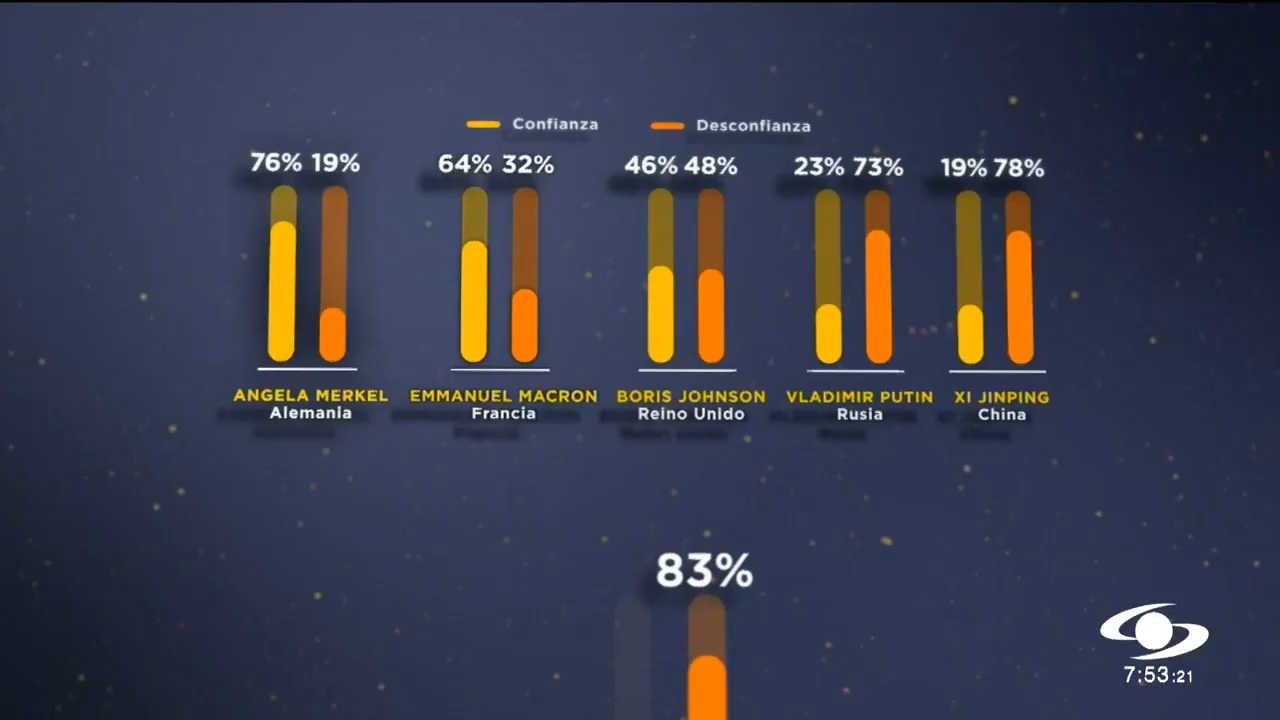 Confianza Desconfianza
76% 19% 64% 32% 46% 48% 23% 73% 19% 78%
ANGELA MERKEL EMMANUEL MACRON BORIS JOHNSON VLADIMIR PUTIN XI JINPING
Alemania Francia Reino Unido Rusia China
83%
7:53:21